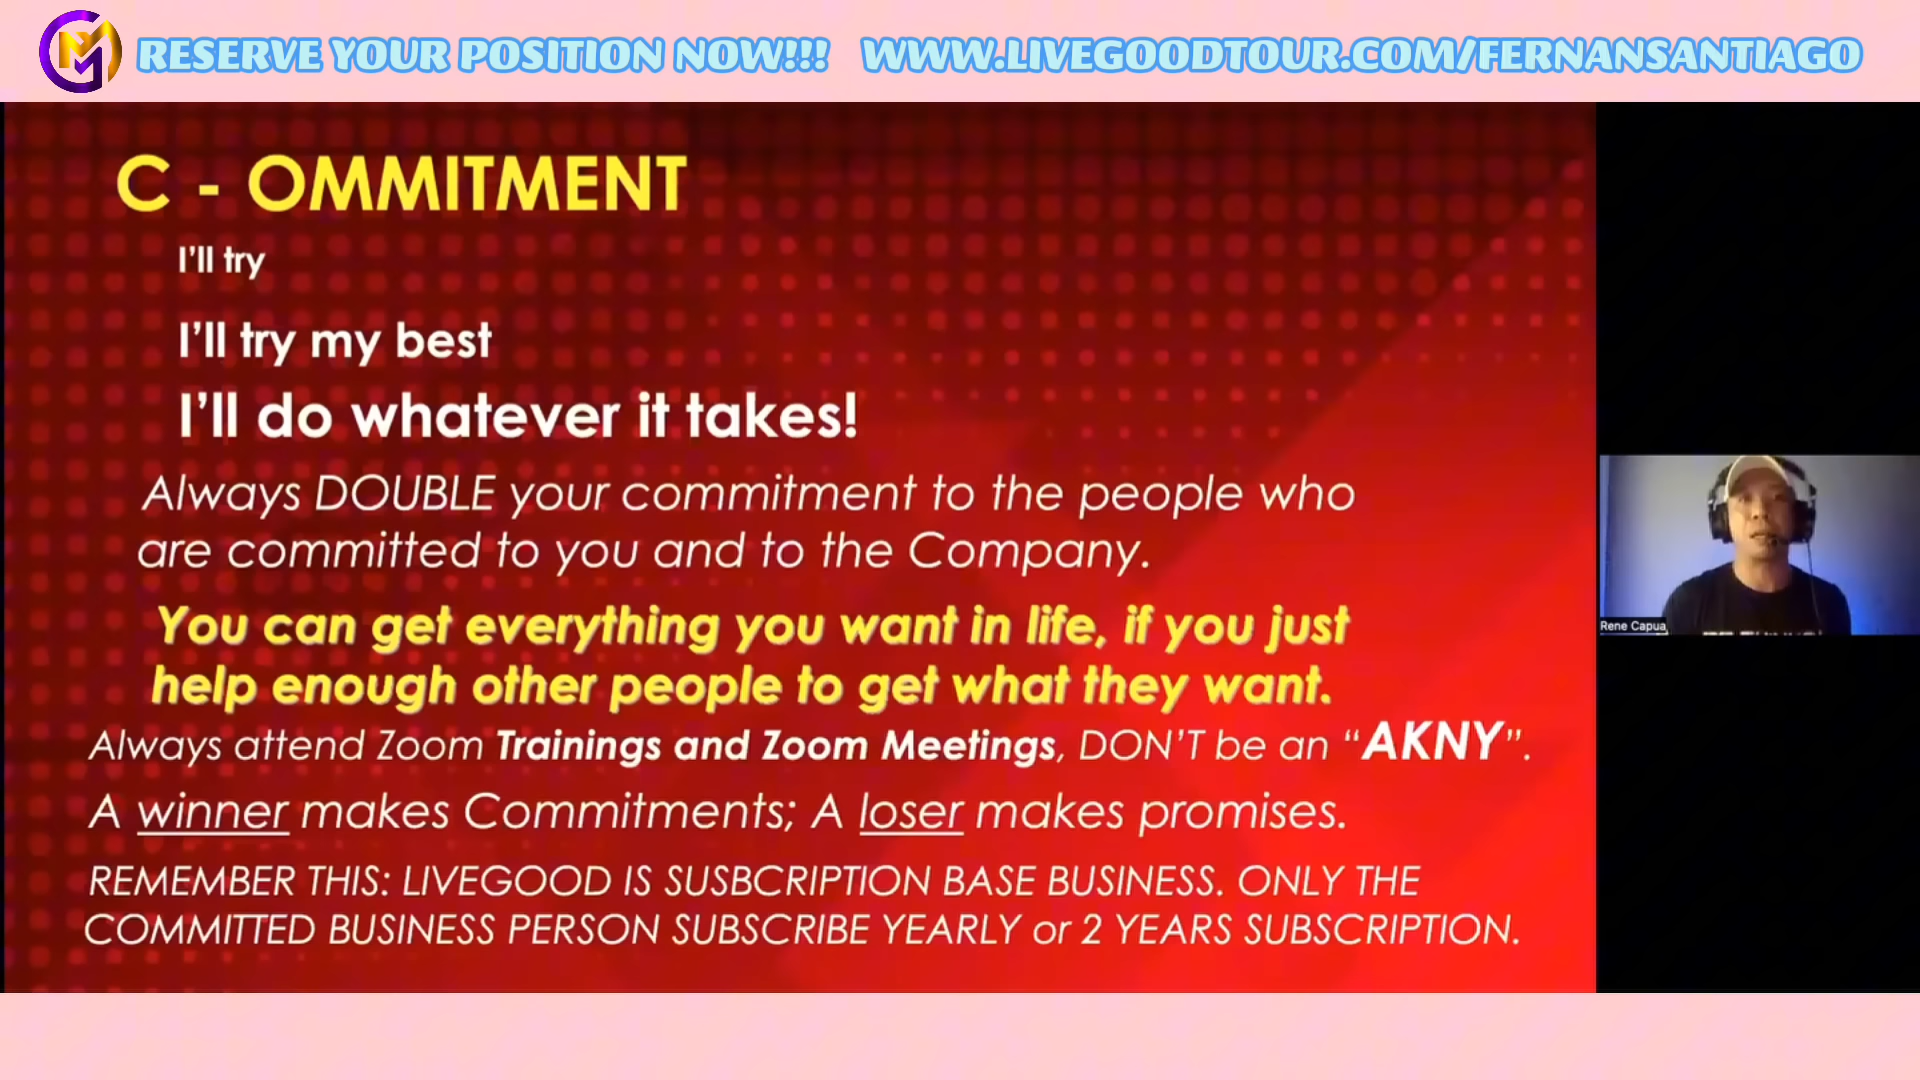 RESERVE YOUR POSITION NOW!!! WWW.LIVEGOODTOUR.COM/FERNANSANTIAGO
C - OMMITMENT
I'll try
I'll try my best
I'll do whatever it takes!
Always DOUBLE your commitment to the people who
are committed to you and to the Company.
You can get everything you want in life, if you just
help enough other people to get what they want.
Always attend Zoom Trainings and Zoom Meetings, DON'T be an "AKNY".
A winner makes Commitments; A loser makes promises.
REMEMBER THIS: LIVEGOOD IS SUSBCRIPTION BASE BUSINESS. ONLY THE
COMMITTED BUSINESS PERSON SUBSCRIBE YEARLY or 2 YEARS SUBSCRIPTION.
Rene Capua